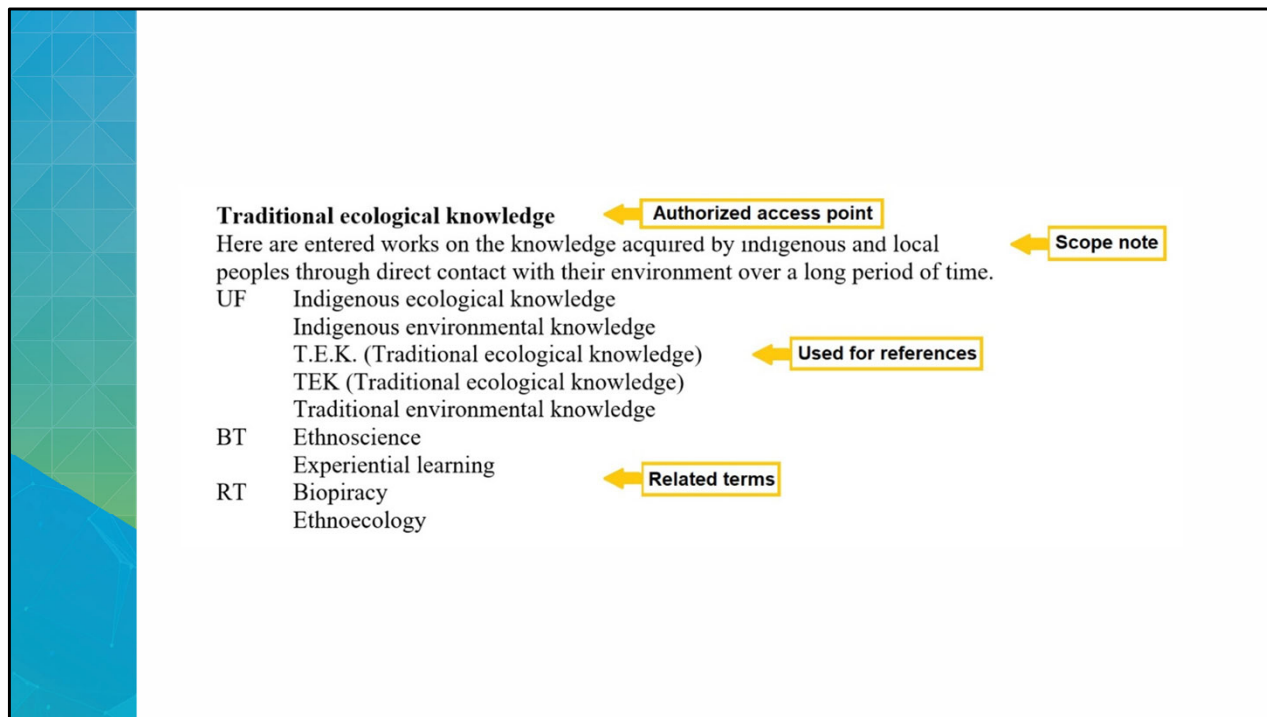 Traditional ecological knowledge
Authorized access point
Here are entered works on the knowledge acquired by indigenous and local
Scope note
peoples through direct contact with their environment over a long period of time.
UF Indigenous ecological knowledge
Indigenous environmental knowledge
T.E.K. (Traditional ecological knowledge)
Used for references
TEK (Traditional ecological knowledge)
Traditional environmental knowledge
BT Ethnoscience
Experiential learning
Related terms
RT Biopiracy
Ethnoecology